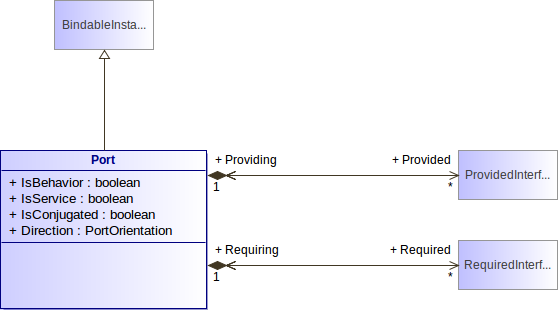 BindableInsta...
Port
+ IsBehavior : boolean
+ IsService : boolean
+ IsConjugated : boolean
+ Direction : PortOrientation
+ Providing
+ Provided
1
*
ProvidedInterf...
+ Requiring
+ Required
1
*
RequiredInterf...